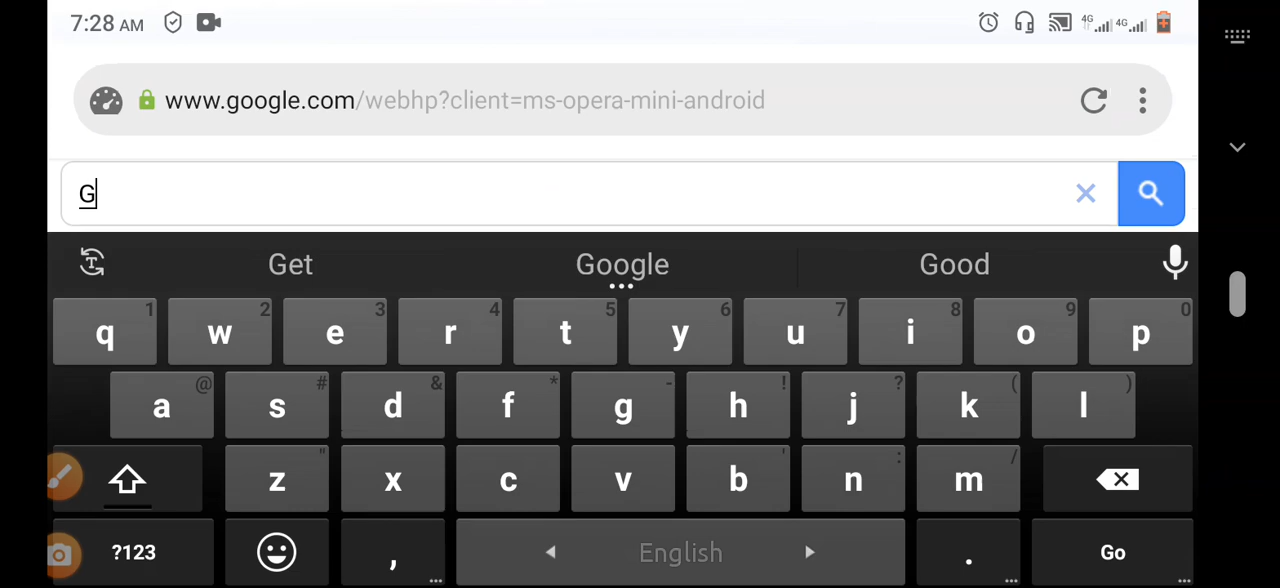 7:28 AM 4G 4G
www.google.com/webhp?client=ms-opera-mini-android
G
Get Google Good
q 1 w 2 e 3 r 4 t 5 y 6 u 7 i 8 o 9 p 0
a @ s # d & f * g - h ! j ? k ( l )
z " x c v b ' n : m /
?123 , English . Go